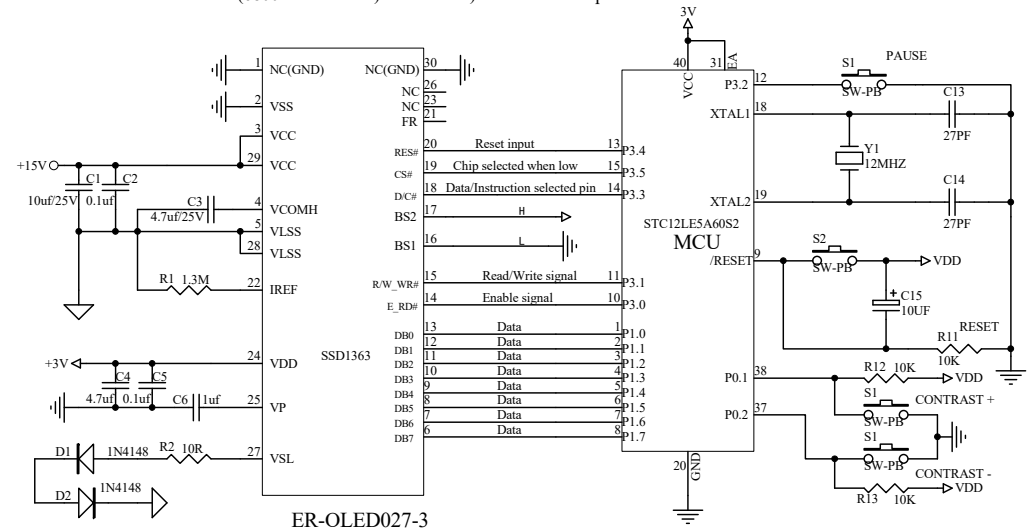 3V
1
NC(GND)
NC(GND)
30
40
31
EA
S1
PAUSE
VCC
2
VSS
NC
26
NC
23
FR
21
P3.2
12
SW-PB
C13
3
VCC
XTAL1
18
27PF
29
VCC
+15V
RES#
20
Reset input
13
P3.4
Y1
12MHZ
CS#
19
Chip selected when low
15
P3.5
C1
C2
10uf/25V
0.1uf
D/C#
18
Data/Instruction selected pin
14
P3.3
C14
C3
4.7uf/25V
4
VCOMH
BS2
17
H
XTAL2
19
27PF
5
VLSS
STC12LE5A60S2
MCU
28
VLSS
BS1
16
L
/RESET
9
S2
SW-PB
VDD
R1
1.3M
22
IREF
R/W_WR#
15
Read/Write signal
11
P3.1
E_RD#
14
Enable signal
10
P3.0
+
C15
10UF
DB0
13
Data
1
P1.0
RESET
R11
10K
DB1
12
Data
2
P1.1
+3V
24
VDD
SSD1363
DB2
11
Data
3
P1.2
DB3
10
Data
4
P1.3
P0.1
38
R12
10K
VDD
C4
C5
4.7uf
0.1uf
DB4
9
Data
5
P1.4
S1
CONTRAST +
C6
1uf
25
VP
DB5
8
Data
6
P1.5
P0.2
37
SW-PB
DB6
7
Data
7
P1.6
DB7
6
Data
8
P1.7
S1
SW-PB
D1
1N4148
R2
10R
27
VSL
20
GND
CONTRAST -
D2
1N4148
R13
10K
VDD
ER-OLED027-3